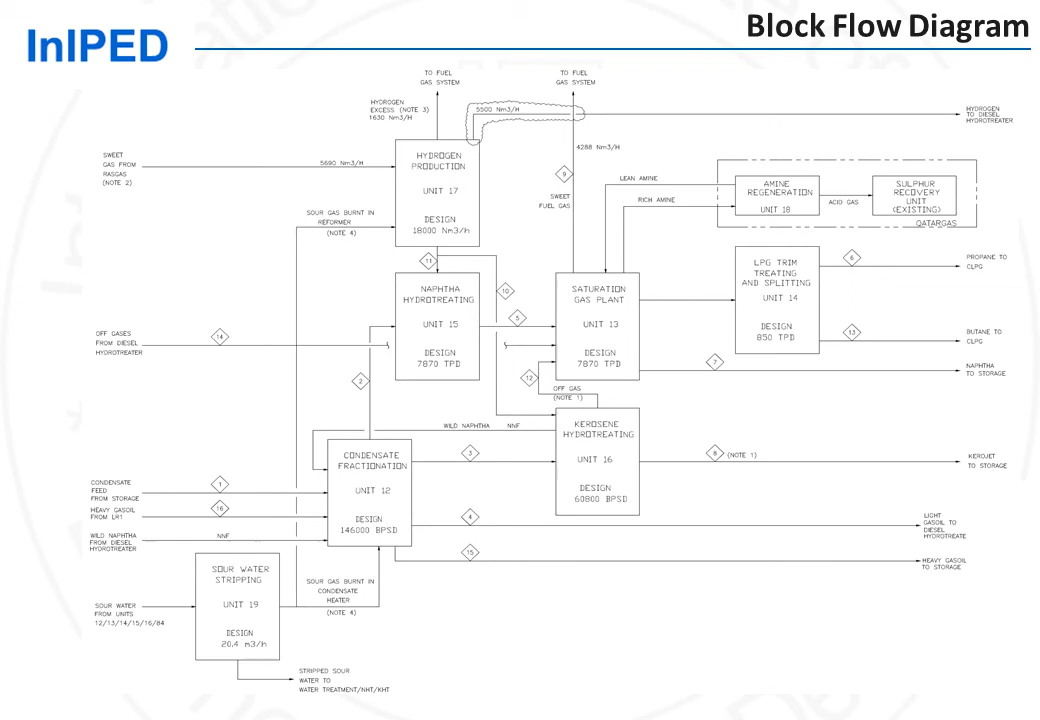 InIPED
Block Flow Diagram
TO FUEL
GAS SYSTEM
TO FUEL
GAS SYSTEM
HYDROGEN
EXCESS (NOTE 3)
1630 Nm3/H
5500 Nm3/H
HYDROGEN
TO DIESEL
HYDROTREATER
SWEET
GAS FROM
RASGAS
(NOTE 2)
5690 Nm3/H
HYDROGEN
PRODUCTION
UNIT 17
DESIGN
18000 Nm3/h
4288 Nm3/H
9
SWEET
FUEL GAS
LEAN AMINE
RICH AMINE
AMINE
REGENERATION
UNIT 18
ACID GAS
SULPHUR
RECOVERY
UNIT
(EXISTING)
QATARGAS
SOUR GAS BURNT IN
REFORMER
(NOTE 4)
11
10
NAPHTHA
HYDROTREATING
UNIT 15
DESIGN
7870 TPD
5
SATURATION
GAS PLANT
UNIT 13
DESIGN
7870 TPD
LPG TRIM
TREATING
AND SPLITTING
UNIT 14
DESIGN
850 TPD
6
PROPANE TO
CLPG
13
BUTANE TO
CLPG
OFF GASES
FROM DIESEL
HYDROTREATER
14
2
12
7
NAPHTHA
TO STORAGE
OFF GAS
(NOTE 1)
WILD NAPHTHA NNF
KEROSENE
HYDROTREATING
UNIT 16
DESIGN
60800 BPSD
8
(NOTE 1)
KEROJET
TO STORAGE
CONDENSATE
FRACTIONATION
UNIT 12
DESIGN
146000 BPSD
3
CONDENSATE
FEED
FROM STORAGE
1
HEAVY GASOIL
FROM LR1
16
WILD NAPHTHA
FROM DIESEL
HYDROTREATER
NNF
4
LIGHT
GASOIL TO
DIESEL
HYDROTREATE
15
HEAVY GASOIL
TO STORAGE
SOUR WATER
STRIPPING
UNIT 19
DESIGN
20.4 m3/h
SOUR GAS BURNT IN
CONDENSATE
HEATER
(NOTE 4)
SOUR WATER
FROM UNITS
12/13/14/15/16/84
STRIPPED SOUR
WATER TO
WATER TREATMENT/NHT/KHT